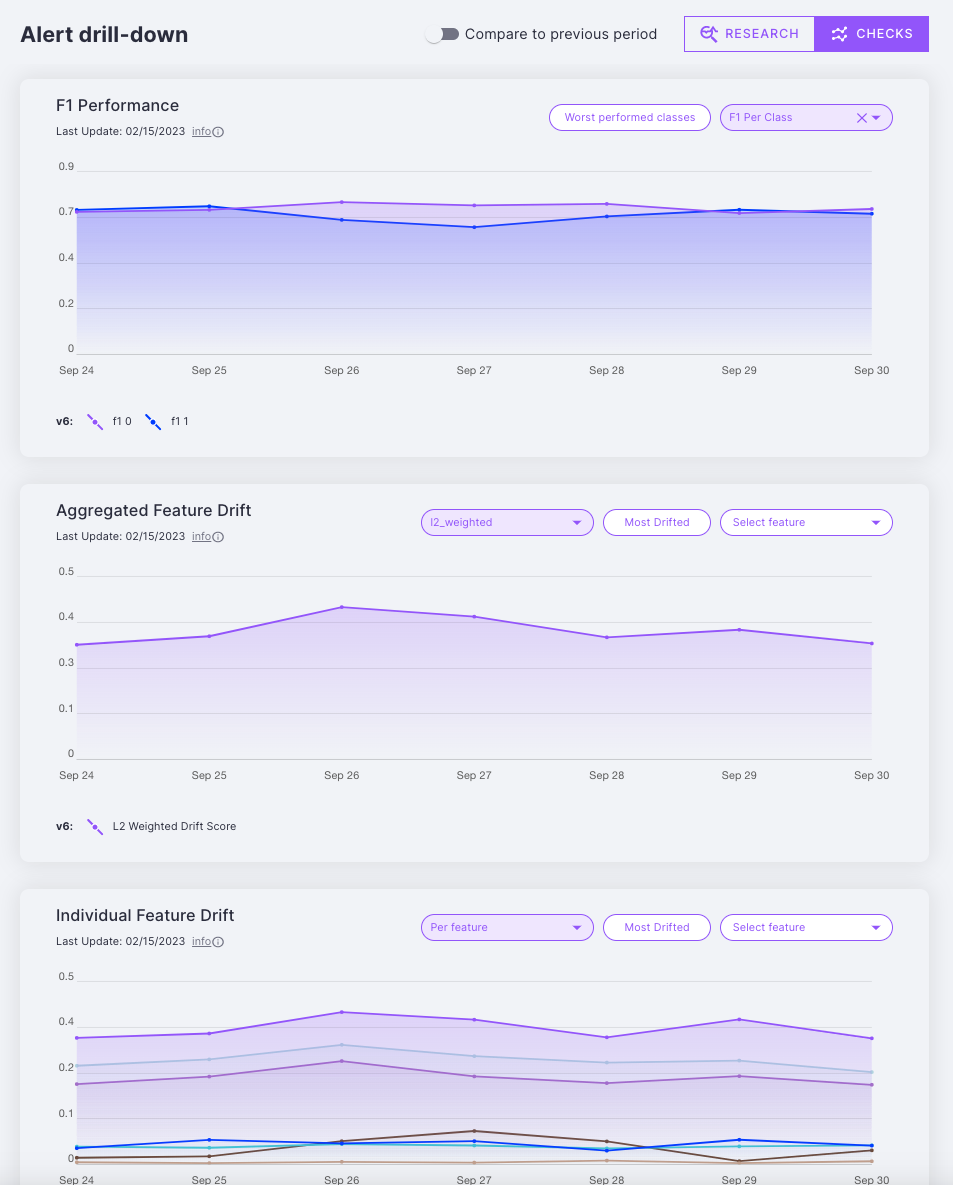 Alert drill-down
Compare to previous period
RESEARCH
CHECKS
F1 Performance
Last Update: 02/15/2023 info
Worst performed classes
F1 Per Class
0.9
0.7
0.4
0.2
0
Sep 24 Sep 25 Sep 26 Sep 27 Sep 28 Sep 29 Sep 30
v6: f1 0 f1 1
Aggregated Feature Drift
Last Update: 02/15/2023 info
l2_weighted
Most Drifted
Select feature
0.5
0.4
0.3
0.1
0
Sep 24 Sep 25 Sep 26 Sep 27 Sep 28 Sep 29 Sep 30
v6: L2 Weighted Drift Score
Individual Feature Drift
Last Update: 02/15/2023 info
Per feature
Most Drifted
Select feature
0.5
0.4
0.2
0.1
0
Sep 24 Sep 25 Sep 26 Sep 27 Sep 28 Sep 29 Sep 30